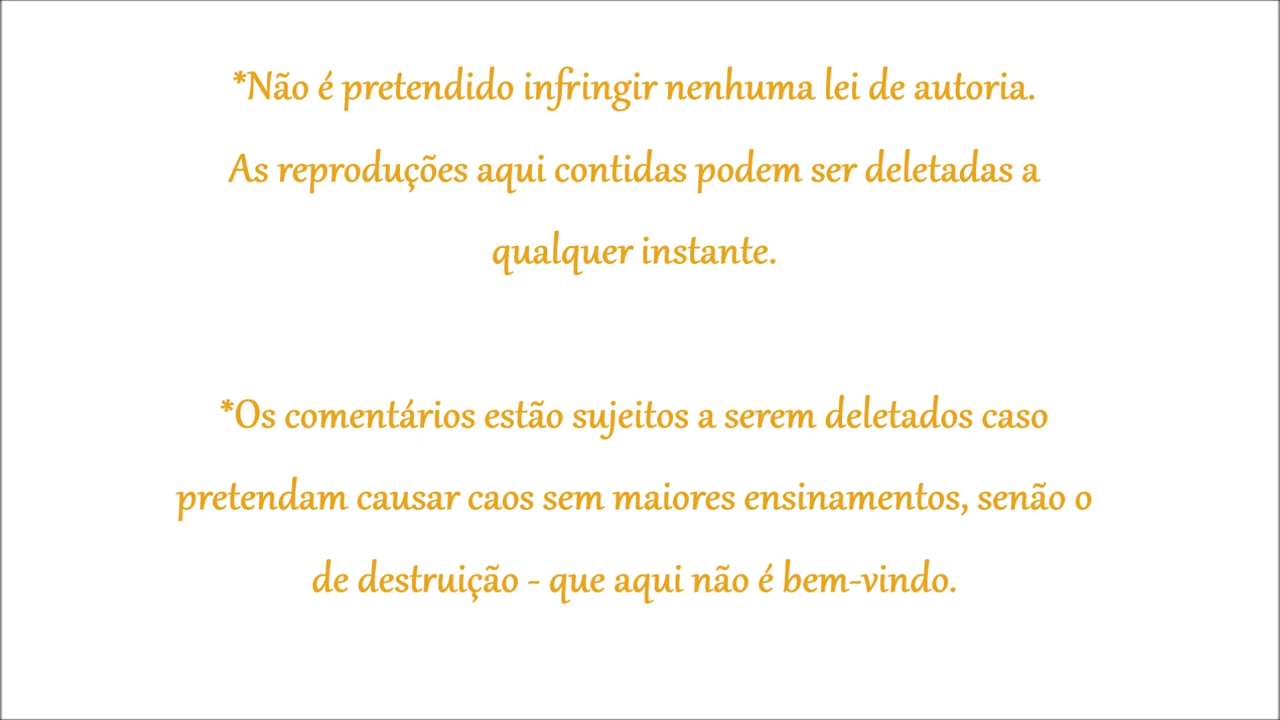 *Não é pretendido infringir nenhuma lei de autoria.
As reproduções aqui contidas podem ser deletadas a
qualquer instante.
*Os comentários estão sujeitos a serem deletados caso
pretendam causar caos sem maiores ensinamentos, senão o
de destruição - que aqui não é bem-vindo.